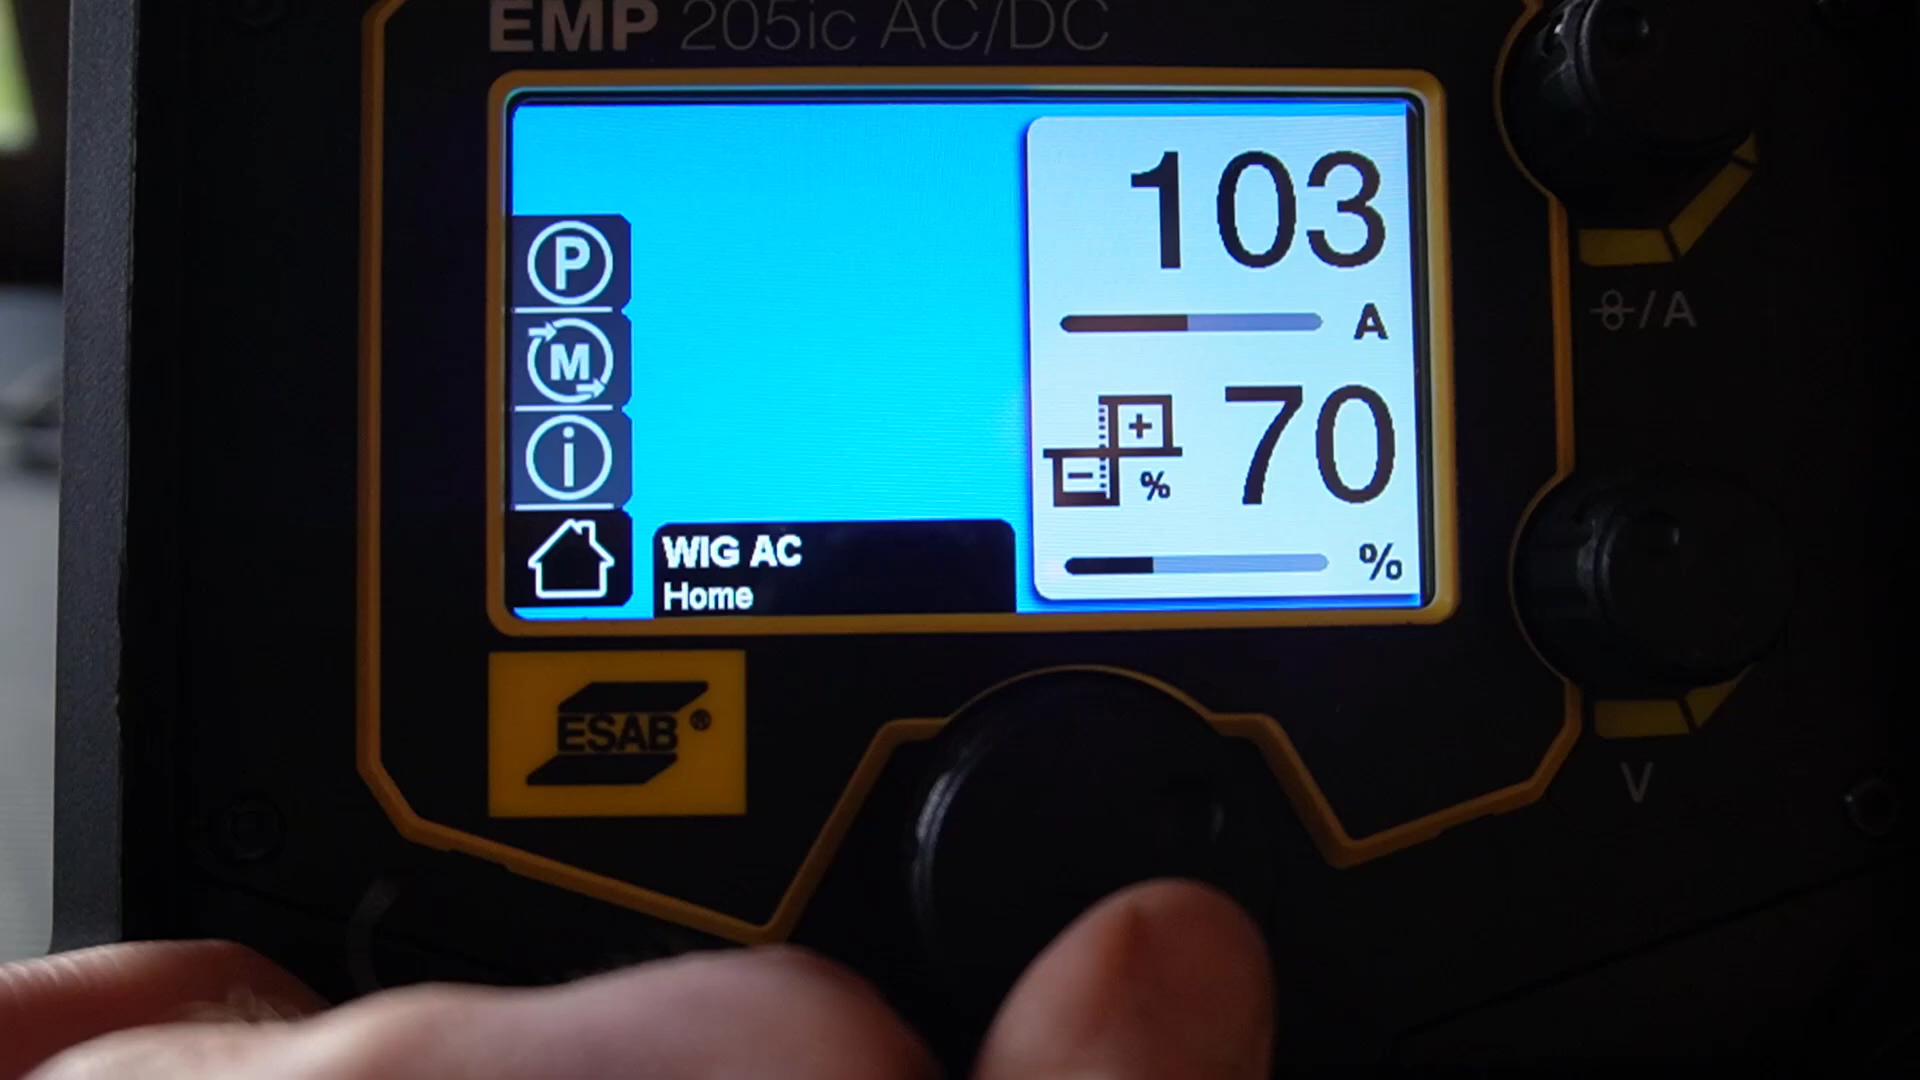 EMP 205ic AC/DC
103
A
P
M
i
+
-
%
70
%
WIG AC
Home
ESAB®
/A
V